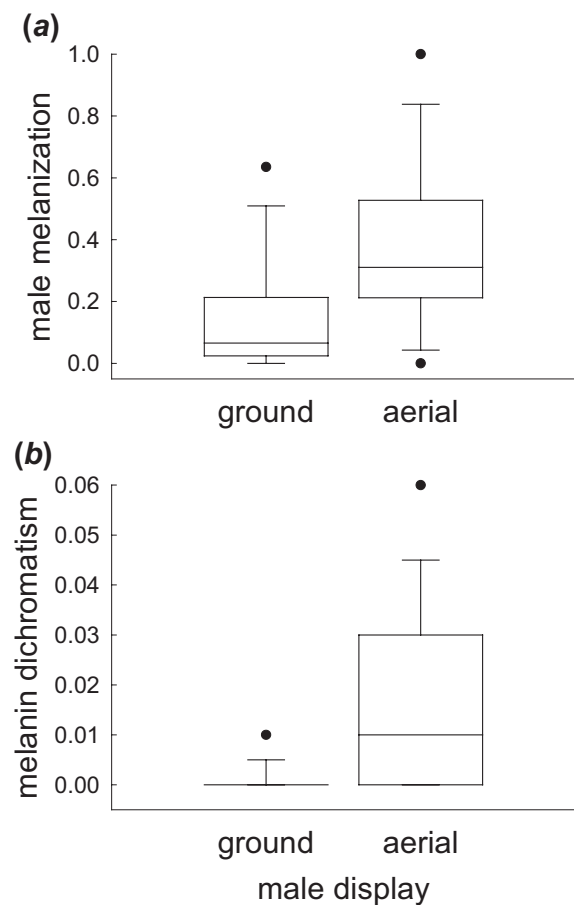 (a)
male melanization
1.0
0.8
0.6
0.4
0.2
0.0
ground aerial
(b)
melanin dichromatism
0.06
0.05
0.04
0.03
0.02
0.01
0.00
ground aerial
male display